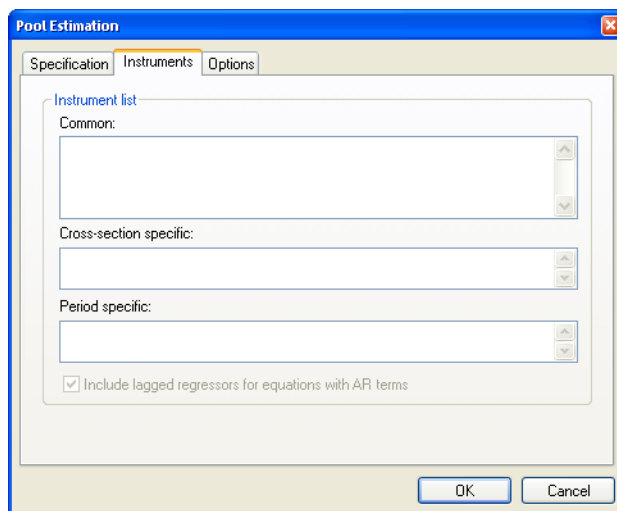 Pool Estimation
Specification Instruments Options
Instrument list
Common:
Cross-section specific:
Period specific:
Include lagged regressors for equations with AR terms
OK Cancel